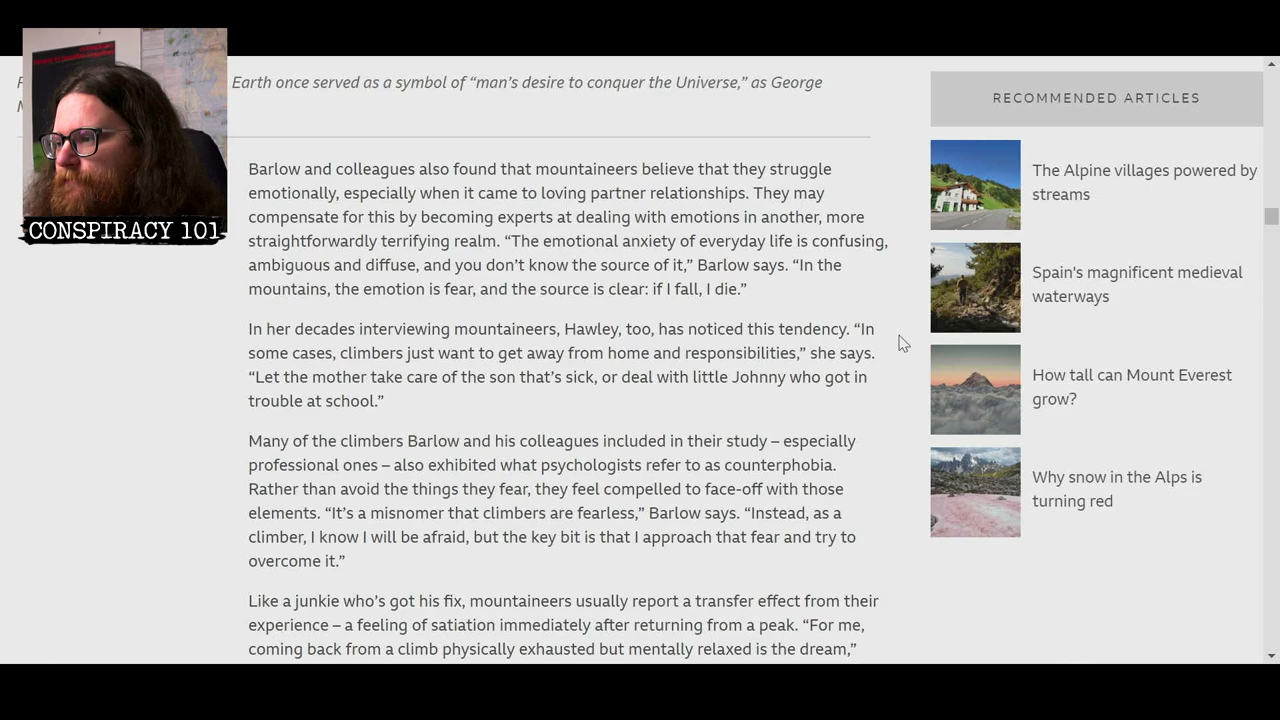 Earth once served as a symbol of “man’s desire to conquer the Universe,” as George
RECOMMENDED ARTICLES
CONSPIRACY 101
Barlow and colleagues also found that mountaineers believe that they struggle
emotionally, especially when it came to loving partner relationships. They may
compensate for this by becoming experts at dealing with emotions in another, more
straightforwardly terrifying realm. “The emotional anxiety of everyday life is confusing,
ambiguous and diffuse, and you don’t know the source of it,” Barlow says. “In the
mountains, the emotion is fear, and the source is clear: if I fall, I die.”
In her decades interviewing mountaineers, Hawley, too, has noticed this tendency. “In
some cases, climbers just want to get away from home and responsibilities,” she says.
“Let the mother take care of the son that’s sick, or deal with little Johnny who got in
trouble at school.”
Many of the climbers Barlow and his colleagues included in their study – especially
professional ones – also exhibited what psychologists refer to as counterphobia.
Rather than avoid the things they fear, they feel compelled to face-off with those
elements. “It’s a misnomer that climbers are fearless,” Barlow says. “Instead, as a
climber, I know I will be afraid, but the key bit is that I approach that fear and try to
overcome it.”
Like a junkie who’s got his fix, mountaineers usually report a transfer effect from their
experience – a feeling of satiation immediately after returning from a peak. “For me,
coming back from a climb physically exhausted but mentally relaxed is the dream,”
The Alpine villages powered by
streams
Spain's magnificent medieval
waterways
How tall can Mount Everest
grow?
Why snow in the Alps is
turning red